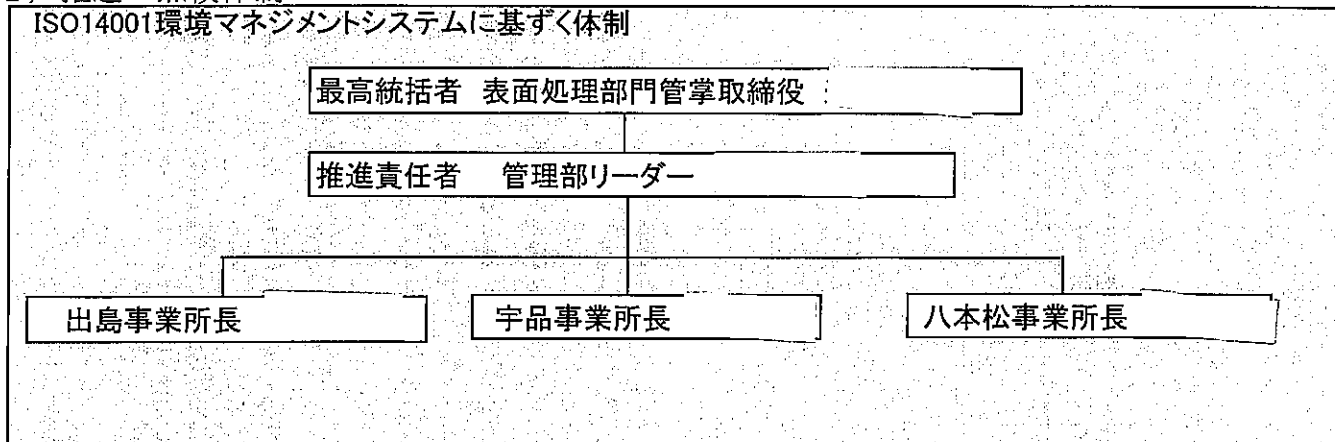 ISO14001環境マネジメントシステムに基ずく体制
最高統括者 表面処理部門管掌取締役
推進責任者 管理部リーダー
出島事業所長 宇品事業所長 八本松事業所長